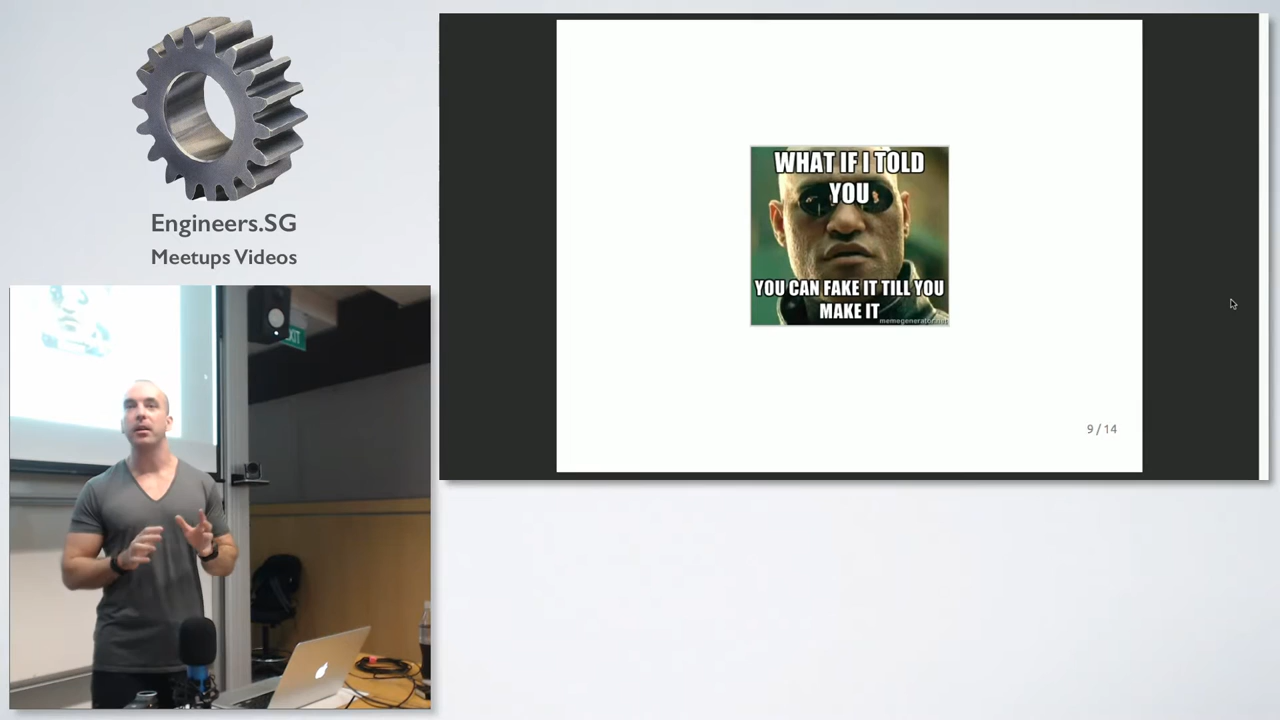 Engineers.SG
Meetups Videos
WHAT IF I TOLD
YOU
YOU CAN FAKE IT TILL YOU
MAKE IT
memegenerator.net
9 / 14
EXIT